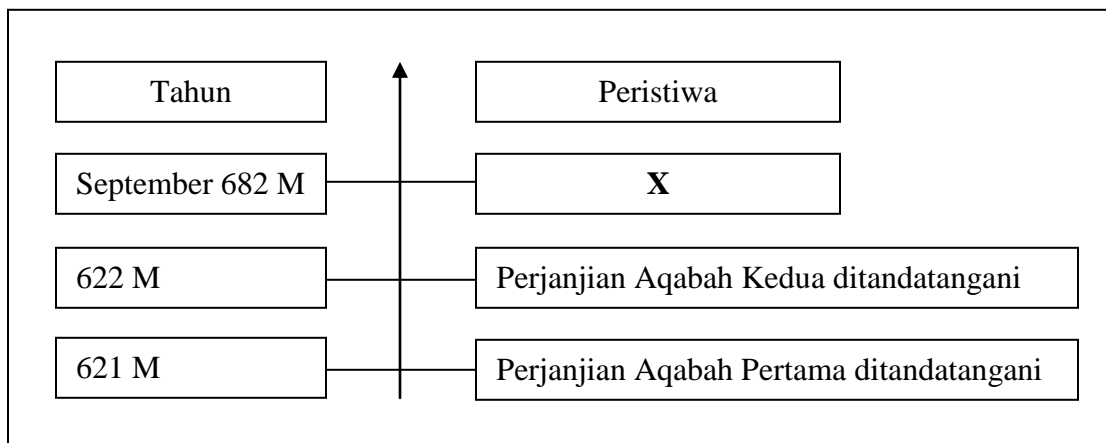 Tahun
Peristiwa
September 682 M
X
622 M
Perjanjian Aqabah Kedua ditandatangani
621 M
Perjanjian Aqabah Pertama ditandatangani